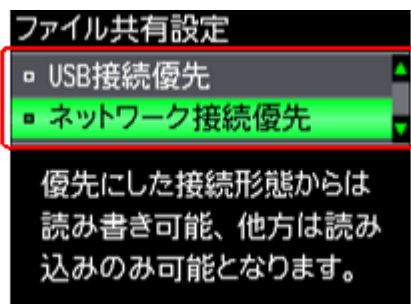 ファイル共有設定
USB接続優先
ネットワーク接続優先
優先にした接続形態からは
読み書き可能、他方は読み
込みのみ可能となります。